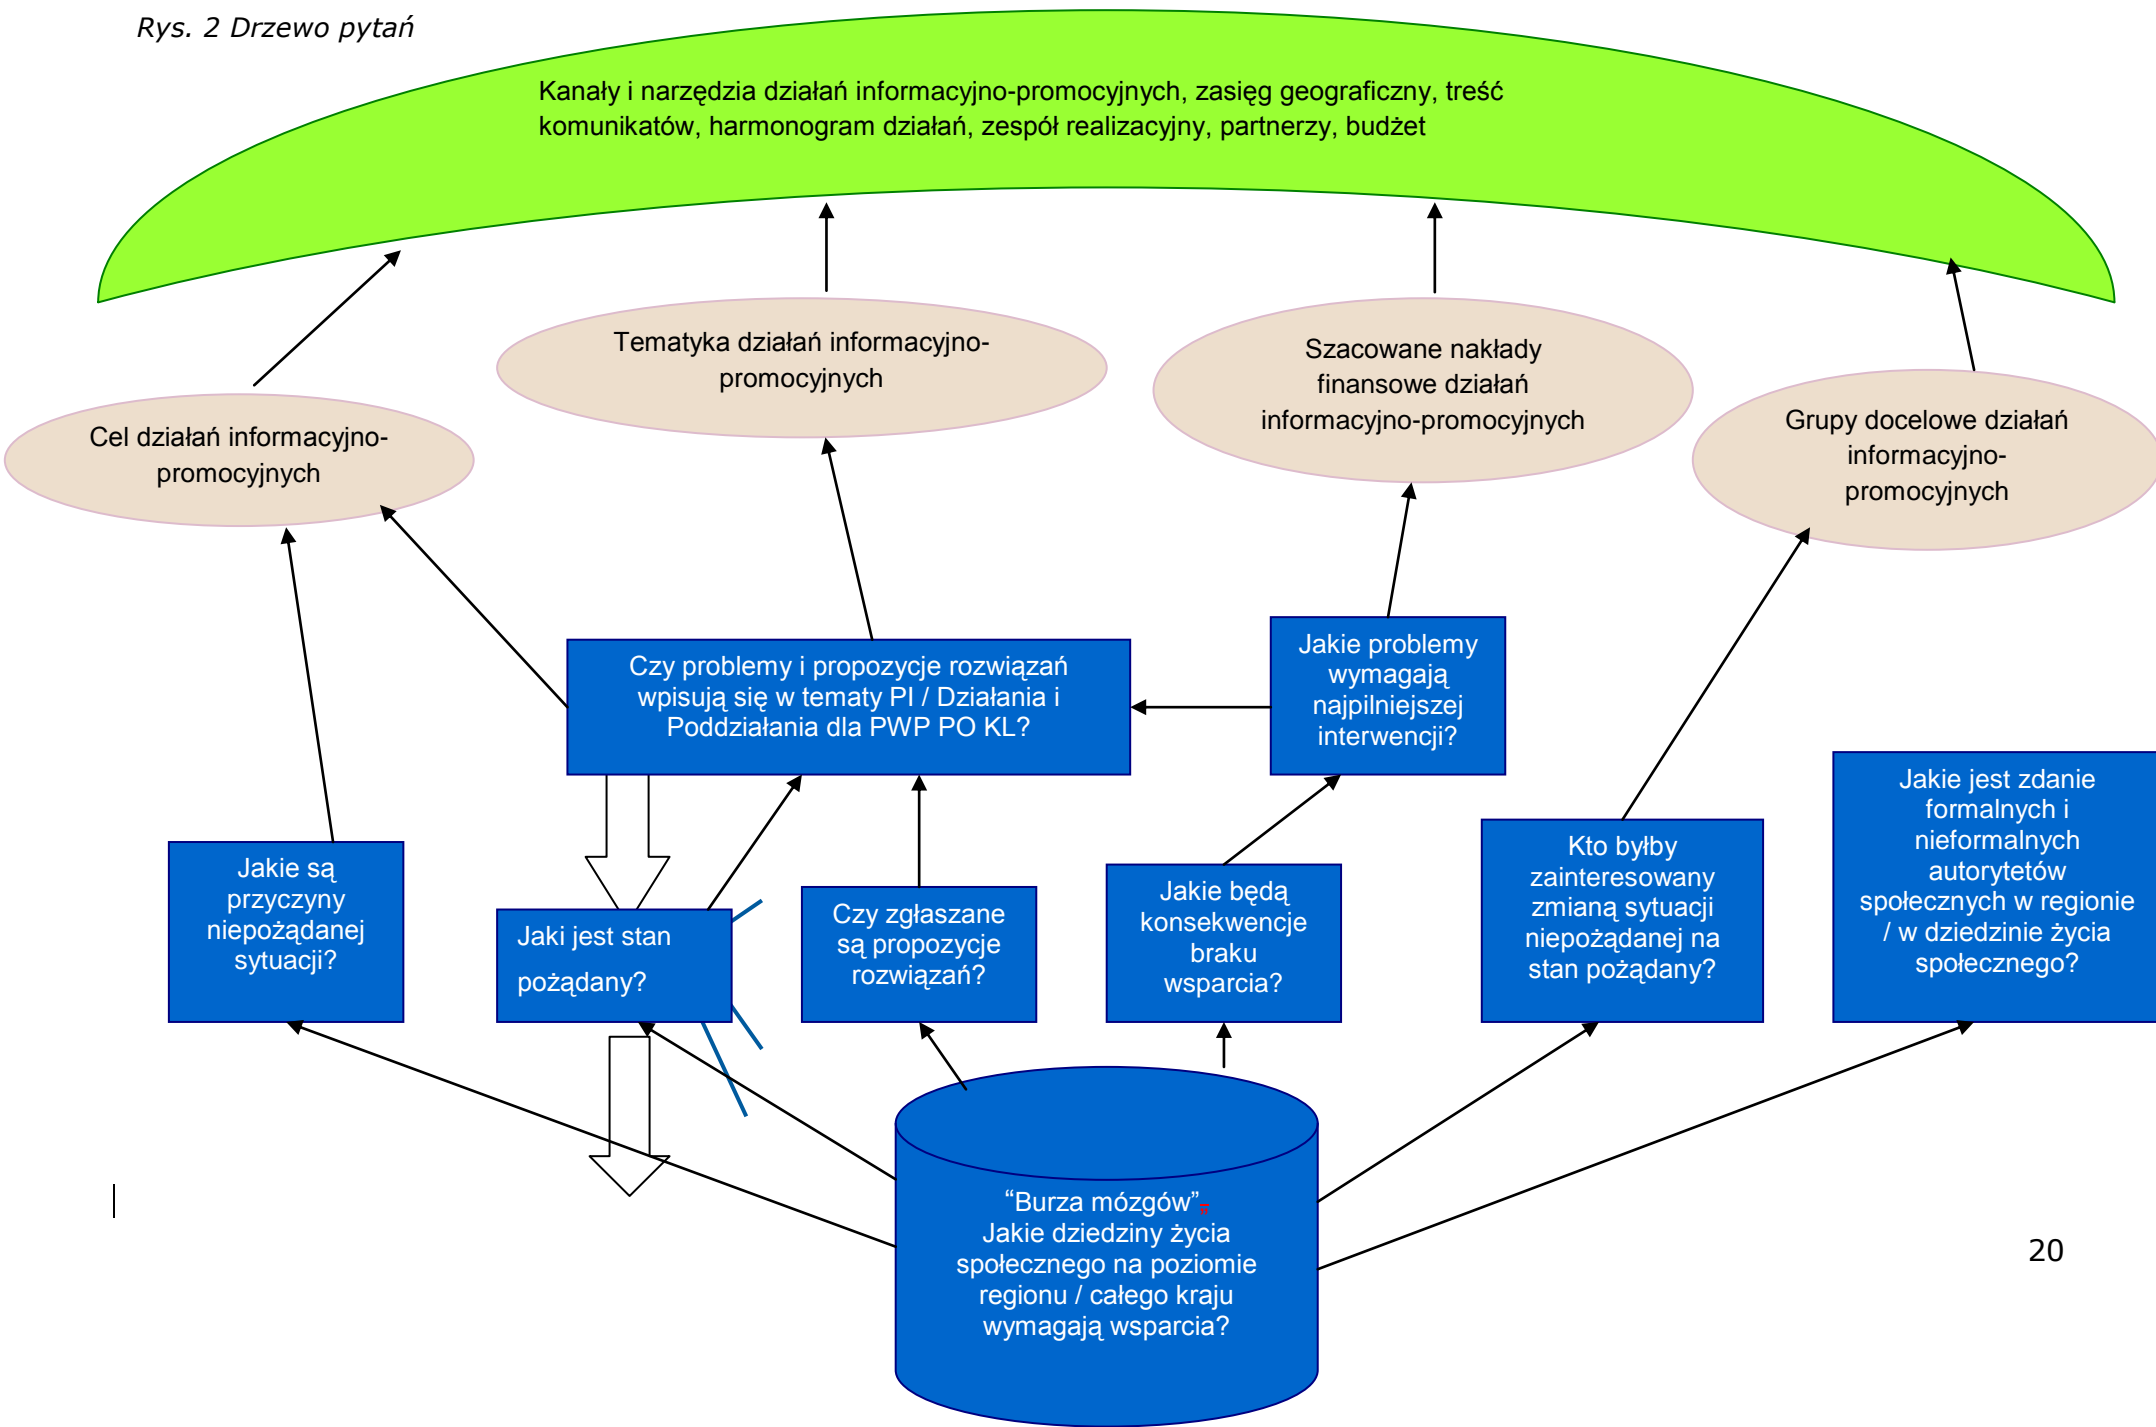 Rys. 2 Drzewo pytań
Kanały i narzędzia działań informacyjno-promocyjnych, zasięg geograficzny, treść
komunikatów, harmonogram działań, zespół realizacyjny, partnerzy, budżet
Tematyka działań informacyjno-
promocyjnych
Szacowane nakłady
finansowe działań
informacyjno-promocyjnych
Cel działań informacyjno-
promocyjnych
Grupy docelowe działań
informacyjno-
promocyjnych
Czy problemy i propozycje rozwiązań
wpisują się w tematy PI / Działania i
Poddziałania dla PWP PO KL?
Jakie problemy
wymagają
najpilniejszej
interwencji?
Jakie są
przyczyny
niepożądanej
sytuacji?
Jaki jest stan
pożądany?
Czy zgłaszane
są propozycje
rozwiązań?
Jakie będą
konsekwencje
braku
wsparcia?
Kto byłby
zainteresowany
zmianą sytuacji
niepożądanej na
stan pożądany?
Jakie jest zdanie
formalnych i
nieformalnych
autorytetów
społecznych w regionie
/ w dziedzinie życia
społecznego?
“Burza mózgów”
Jakie dziedziny życia
społecznego na poziomie
regionu / całego kraju
wymagają wsparcia?
20